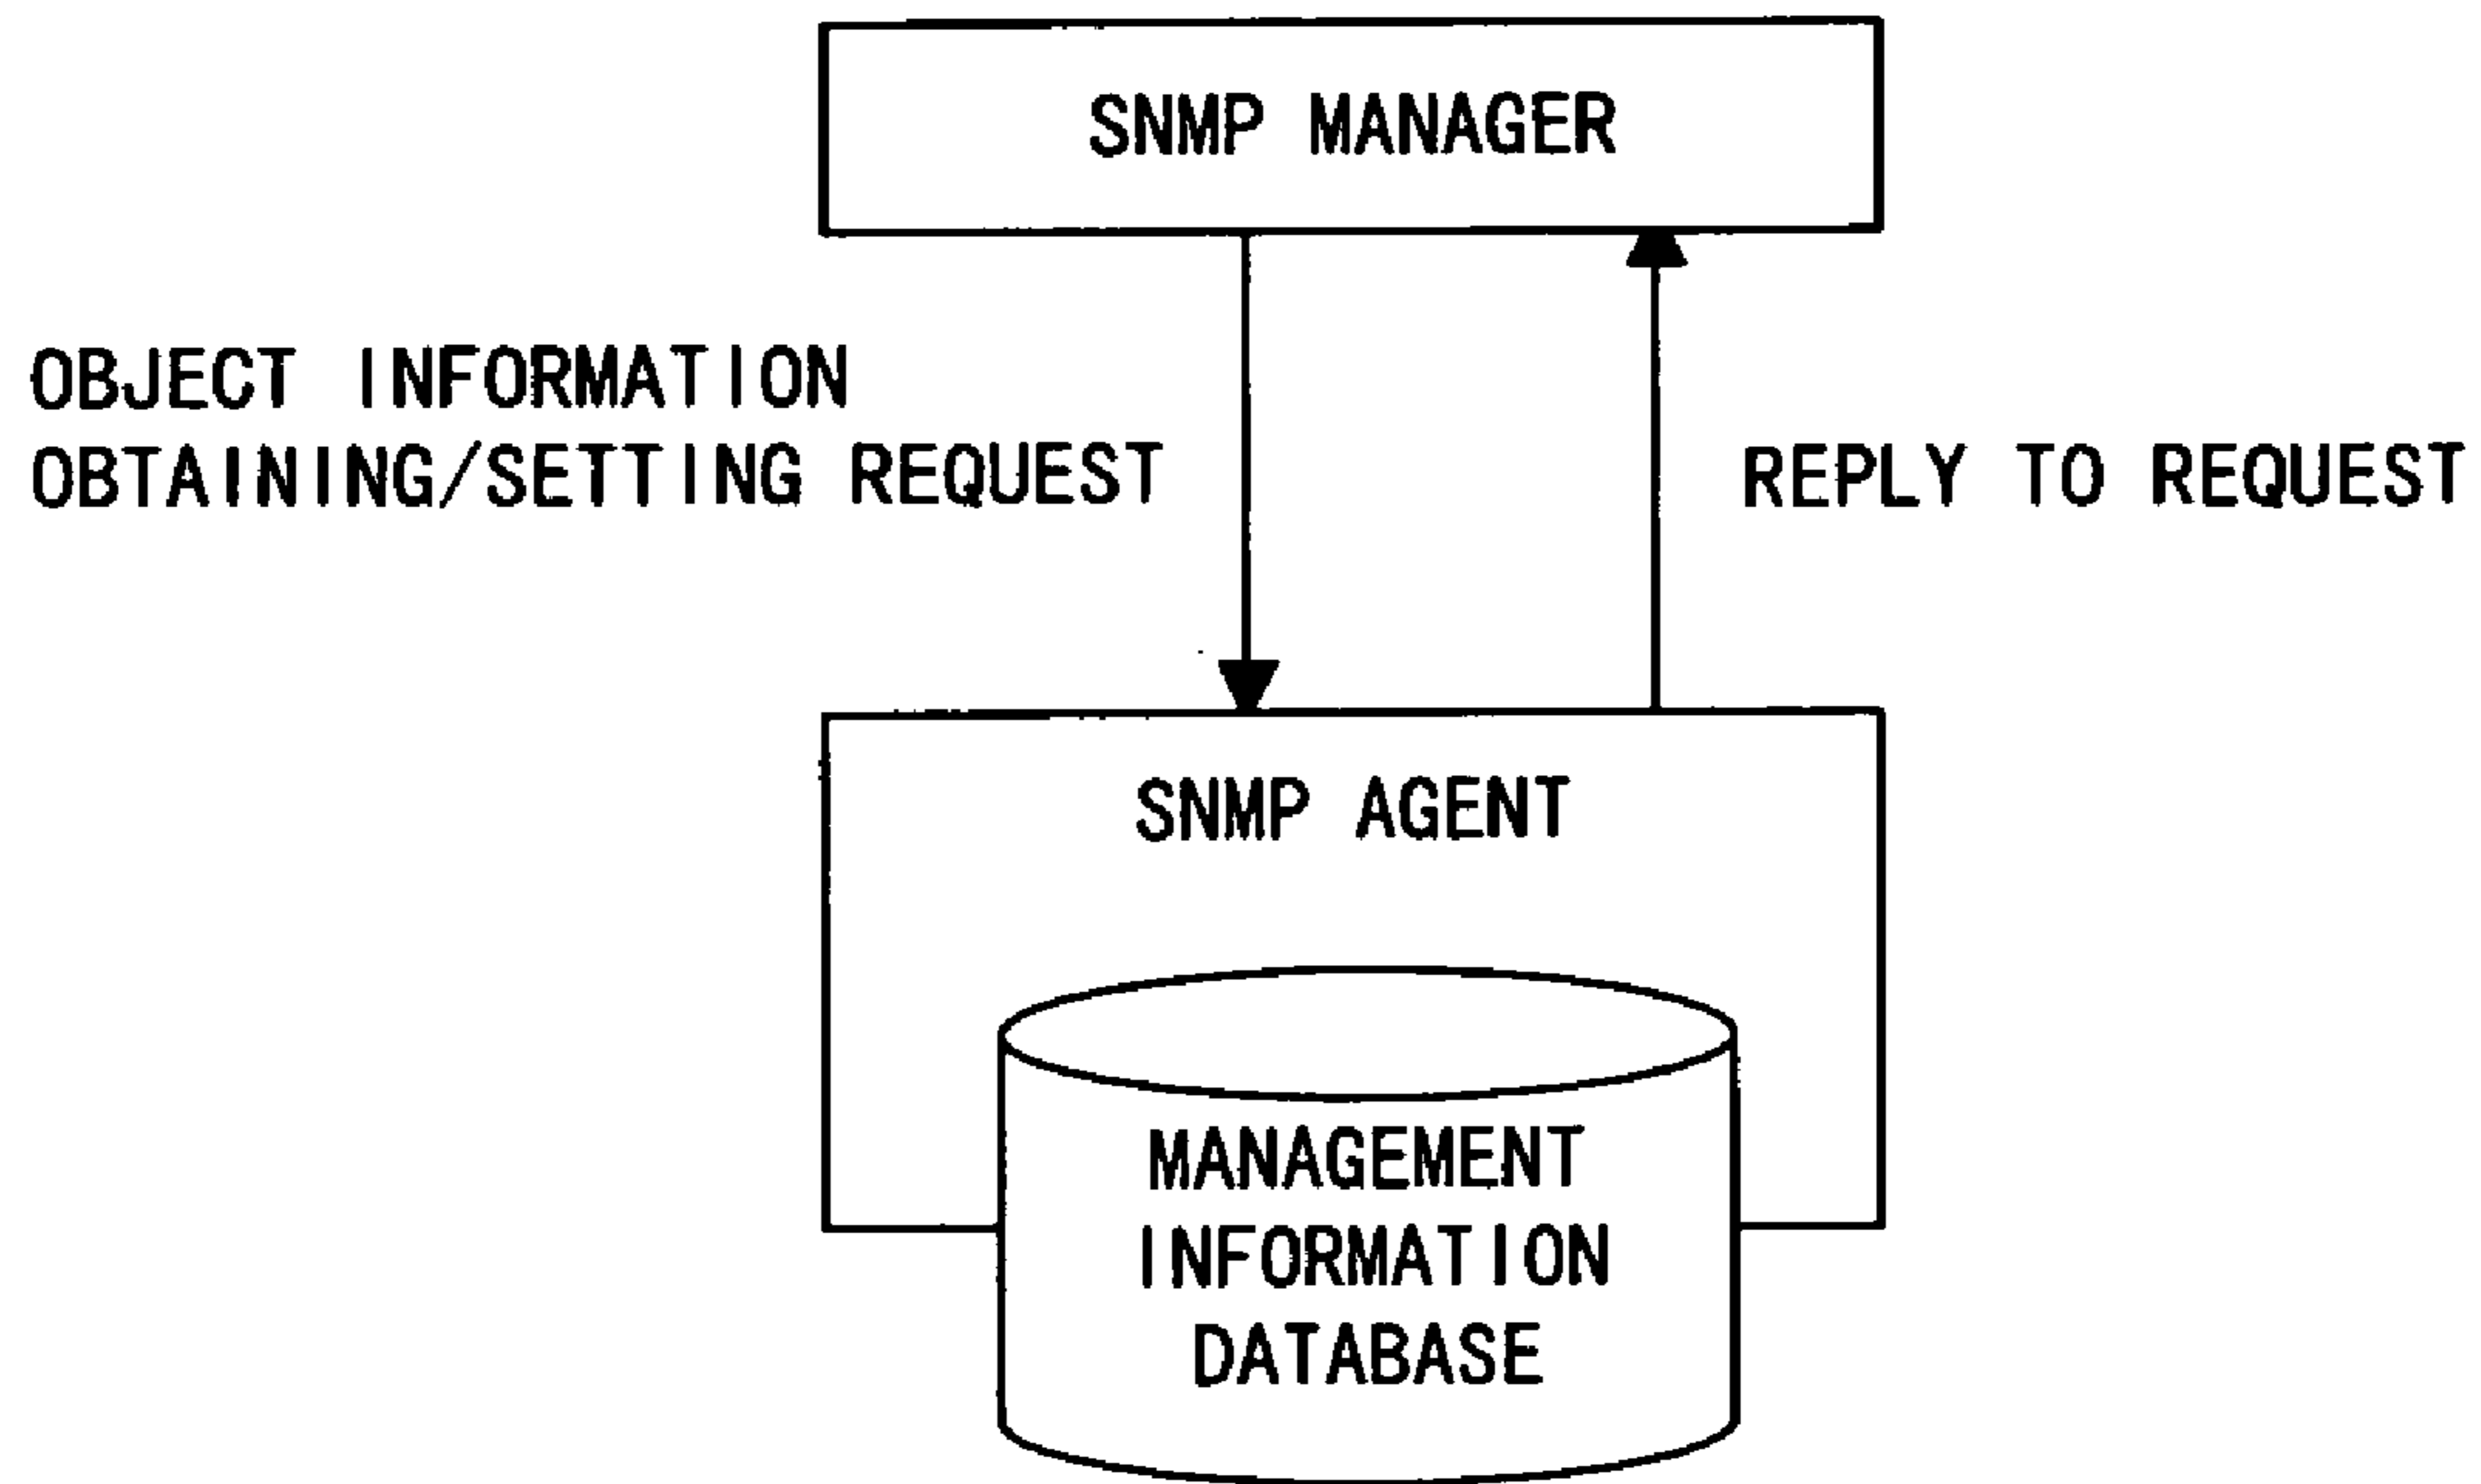 SNMP MANAGER
OBJECT INFORMATION
OBTAINING/SETTING REQUEST
REPLY TO REQUEST
SNMP AGENT
MANAGEMENT
INFORMATION
DATABASE